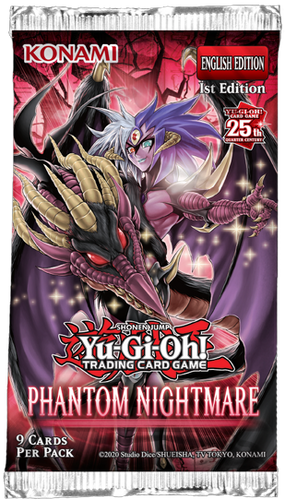 KONAMI
ENGLISH EDITION
1st Edition
YU-GI-OH!
CARD GAME
25th
QUARTER CENTURY
SHONEN JUMP
Yu-Gi-Oh!
TRADING CARD GAME
PHANTOM NIGHTMARE
9 CARDS
PER PACK
©2020 Studio Dice/SHUEISHA, TV TOKYO, KONAMI